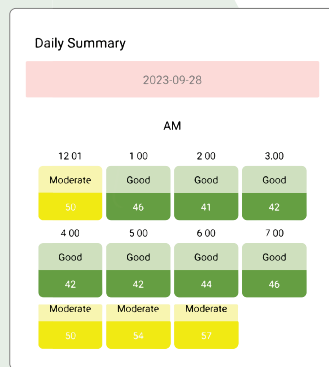 Daily Summary
2023-09-28
AM
12 01 1 00 2 00 3.00
Moderate Good Good Good
50 46 41 42
4 00 5 00 6 00 7 00
Good Good Good Good
42 42 44 46
Moderate Moderate Moderate
50 54 57